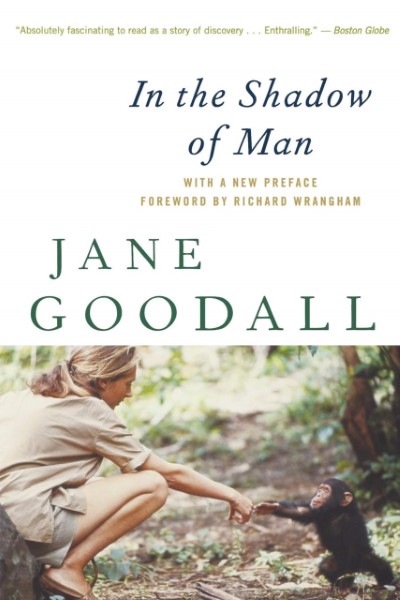 “Absolutely fascinating to read as a story of discovery . . . Enthralling.” — Boston Globe
In the Shadow
of Man
WITH A NEW PREFACE
FOREWORD BY RICHARD WRANGHAM
JANE
GOODALL